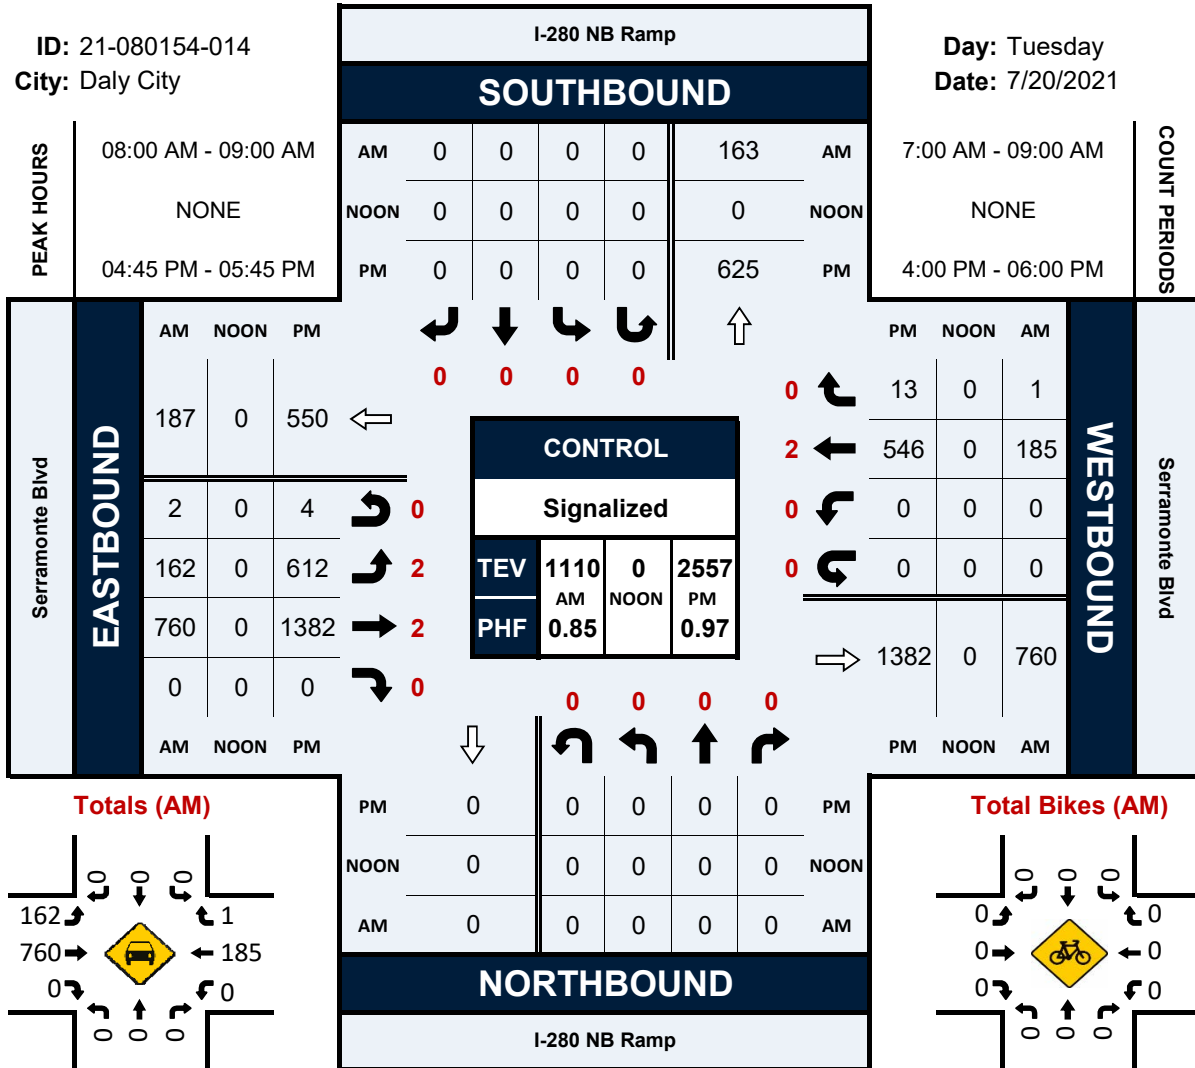 I-280 NB Ramp
ID: 21-080154-014
City: Daly City
Day: Tuesday
Date: 7/20/2021
SOUTHBOUND
PEAK HOURS
08:00 AM - 09:00 AM
NONE
04:45 PM - 05:45 PM
AM 0 0 0 0 163 AM
NOON 0 0 0 0 0 NOON
PM 0 0 0 0 625 PM
7:00 AM - 09:00 AM
NONE
4:00 PM - 06:00 PM
COUNT PERIODS
0 0 0 0
Serramonte Blvd
EASTBOUND
AM NOON PM
187 0 550
2 0 4 0
162 0 612 2
760 0 1382 2
0 0 0 0
AM NOON PM
CONTROL
Signalized
TEV 1110 0 2557
AM NOON PM
PHF 0.85 0.97
PM NOON AM
0 13 0 1
2 546 0 185
0 0 0 0
0 0 0 0
1382 0 760
PM NOON AM
WESTBOUND
Serramonte Blvd
0 0 0 0
PM 0 0 0 0 0 PM
NOON 0 0 0 0 0 NOON
AM 0 0 0 0 0 AM
NORTHBOUND
I-280 NB Ramp
Totals (AM)
0 0 0
162 1
760 185
0 0
0 0 0
Total Bikes (AM)
0 0 0
0 0
0 0
0 0
0 0 0